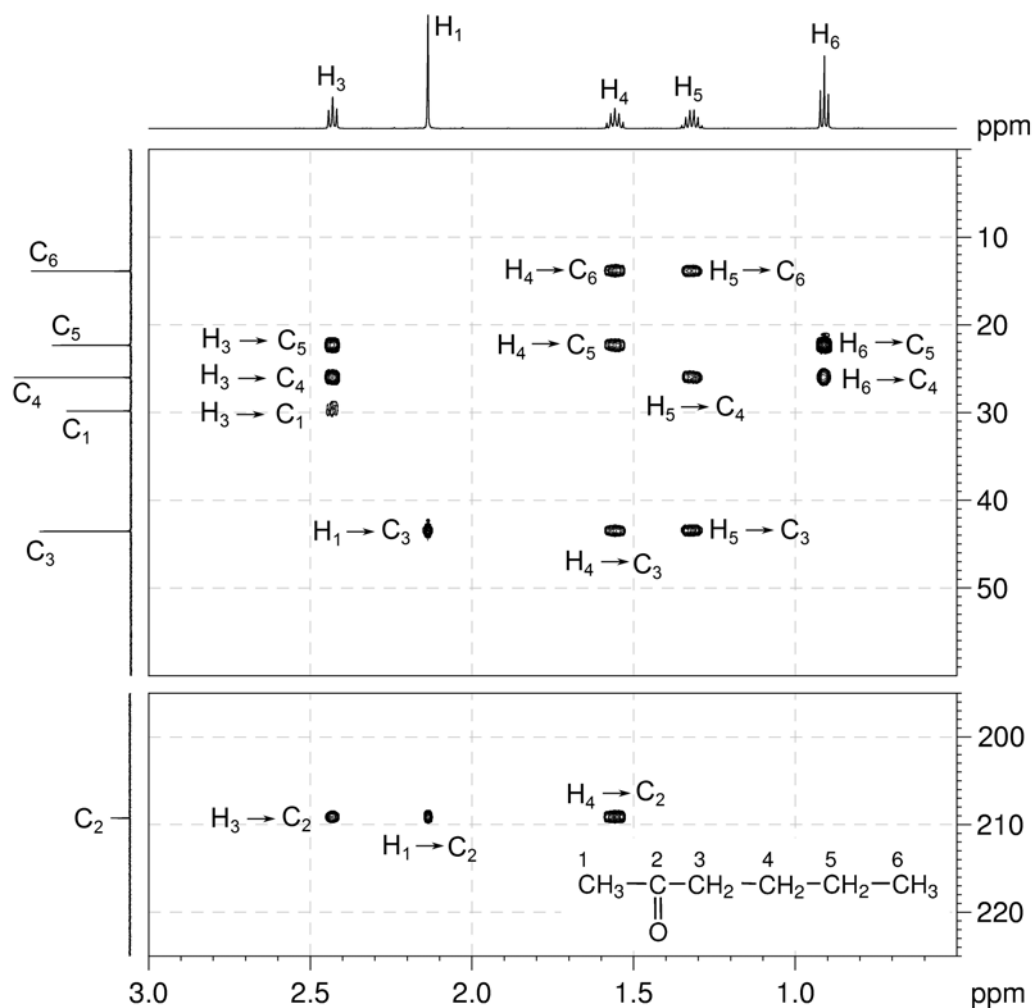 H₃ H₁ H₄ H₅ H₆
ppm
C₆
C₅
C₄
C₁
C₃
10
20
30
40
50
H₄ → C₆ H₅ → C₆
H₃ → C₅ H₄ → C₅ H₆ → C₅
H₃ → C₄ H₆ → C₄
H₃ → C₁ H₅ → C₄
H₁ → C₃ H₅ → C₃
H₄ → C₃
C₂
200
210
220
H₄ → C₂
H₃ → C₂
H₁ → C₂
1 2 3 4 5 6
CH₃–C–CH₂–CH₂–CH₂–CH₃
O
3.0 2.5 2.0 1.5 1.0 ppm